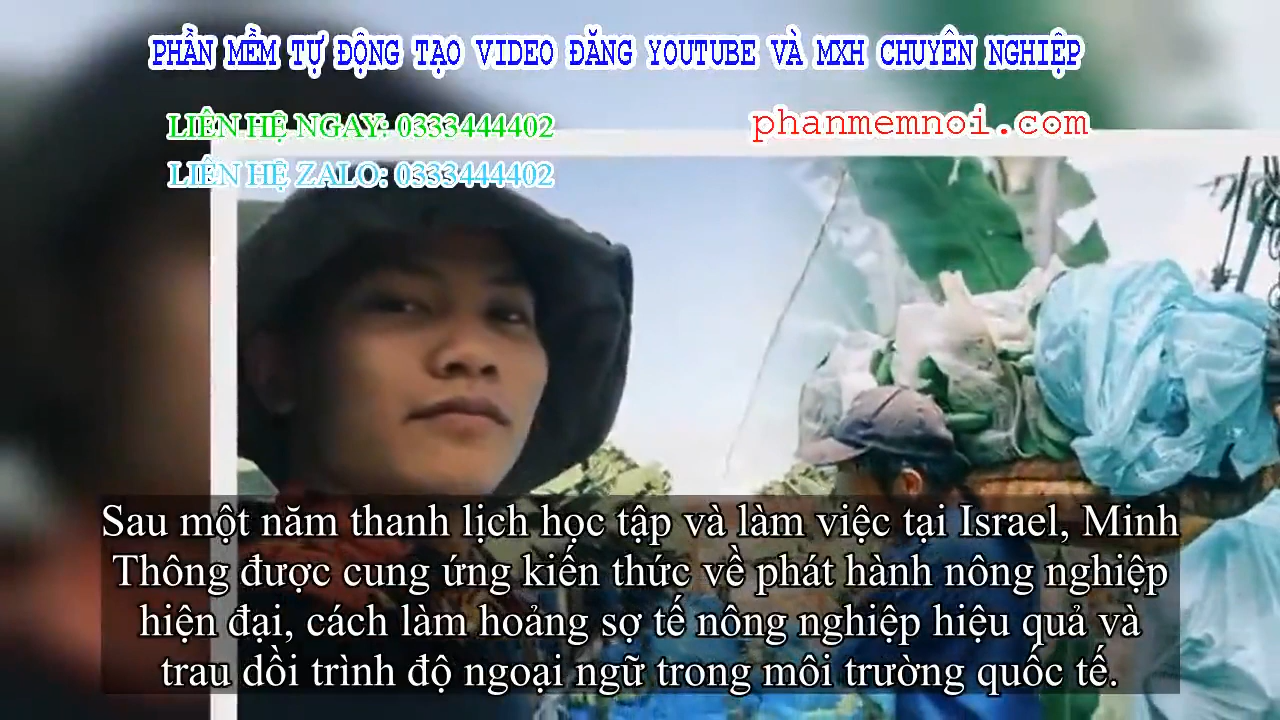 PHẦN MỀM TỰ ĐỘNG TẠO VIDEO ĐĂNG YOUTUBE VÀ MXH CHUYÊN NGHIỆP
LIÊN HỆ NGAY: 0333444402
phanmemnoi.com
LIÊN HỆ ZALO: 0333444402
Sau một năm thanh lịch học tập và làm việc tại Israel, Minh
Thông được cung ứng kiến thức về phát hành nông nghiệp
hiện đại, cách làm hoảng sợ tế nông nghiệp hiệu quả và
trau dồi trình độ ngoại ngữ trong môi trường quốc tế.